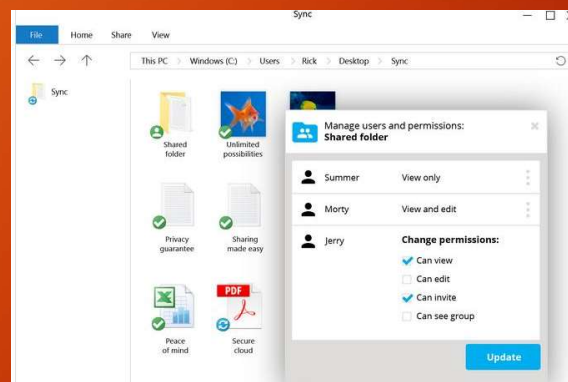 Sync
File Home Share View
This PC > Windows (C:) > Users > Rick > Desktop > Sync
Sync
Shared folder
Unlimited possibilities
Privacy guarantee
Sharing made easy
PDF
Peace of mind
Secure cloud
Manage users and permissions:
Shared folder
Summer View only
Morty View and edit
Jerry Change permissions:
Can view
Can edit
Can invite
Can see group
Update